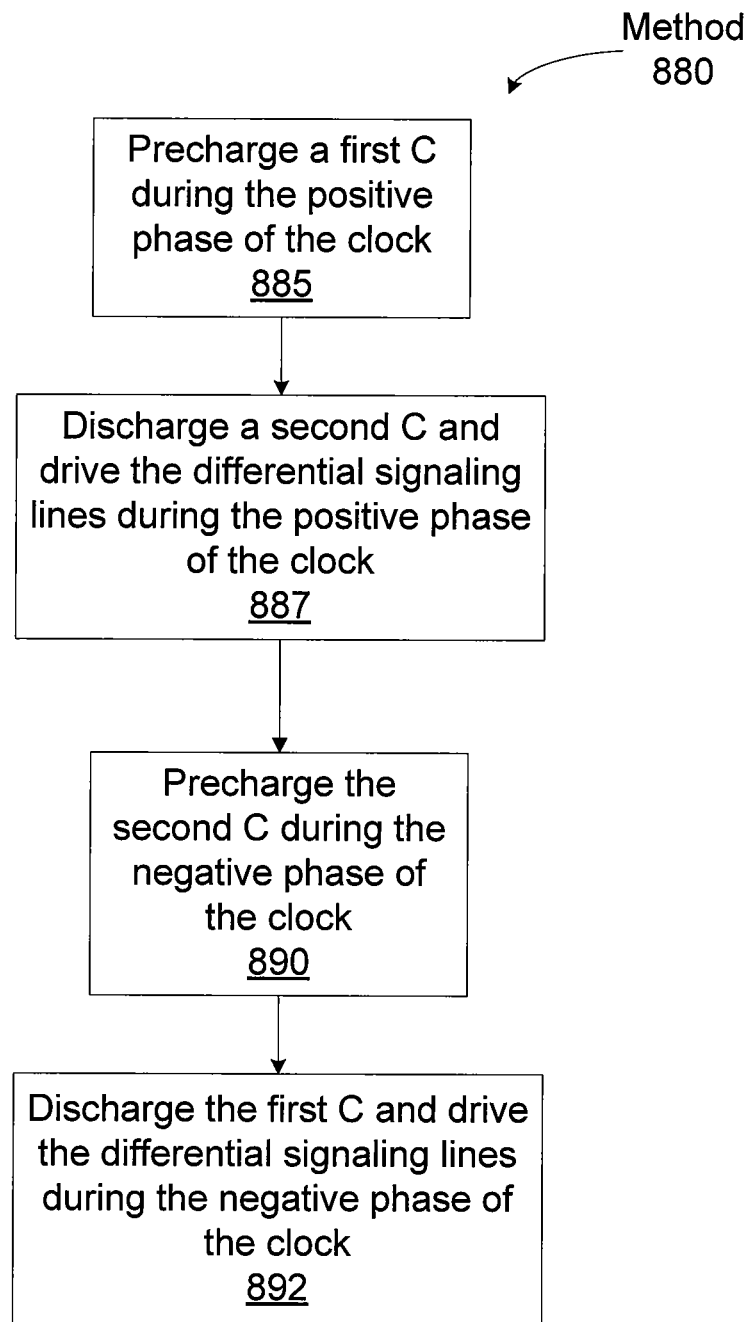 Method
880
Precharge a first C
during the positive
phase of the clock
885
Discharge a second C and
drive the differential signaling
lines during the positive phase
of the clock
887
Precharge the
second C during the
negative phase of
the clock
890
Discharge the first C and drive
the differential signaling lines
during the negative phase of
the clock
892